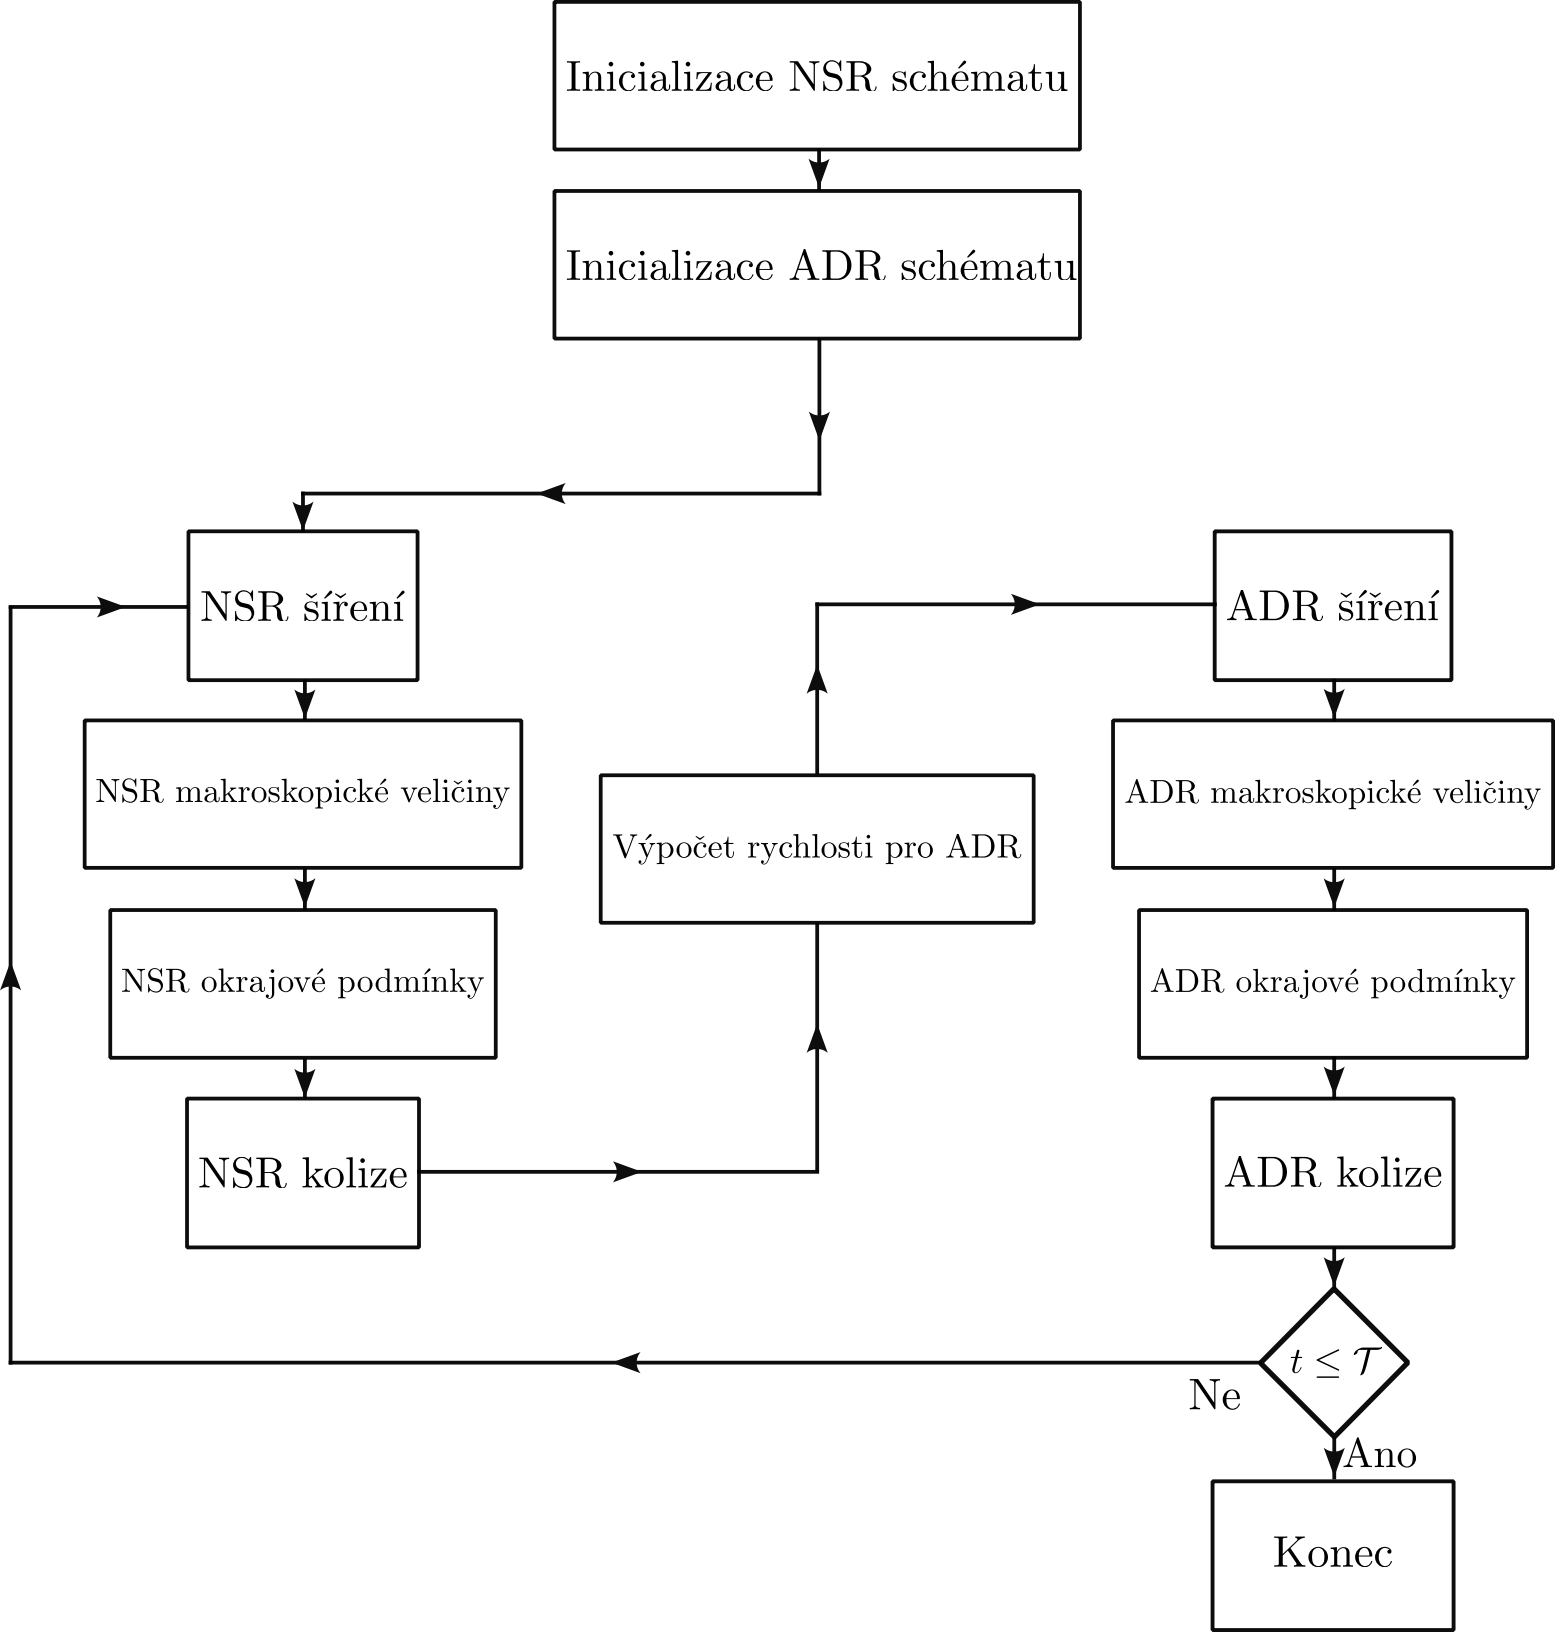 Inicializace NSR schématu
Inicializace ADR schématu
NSR šíření
NSR makroskopické veličiny
NSR okrajové podmínky
NSR kolize
Výpočet rychlosti pro ADR
ADR šíření
ADR makroskopické veličiny
ADR okrajové podmínky
ADR kolize
t ≤ 𝒯
Ne
Ano
Konec